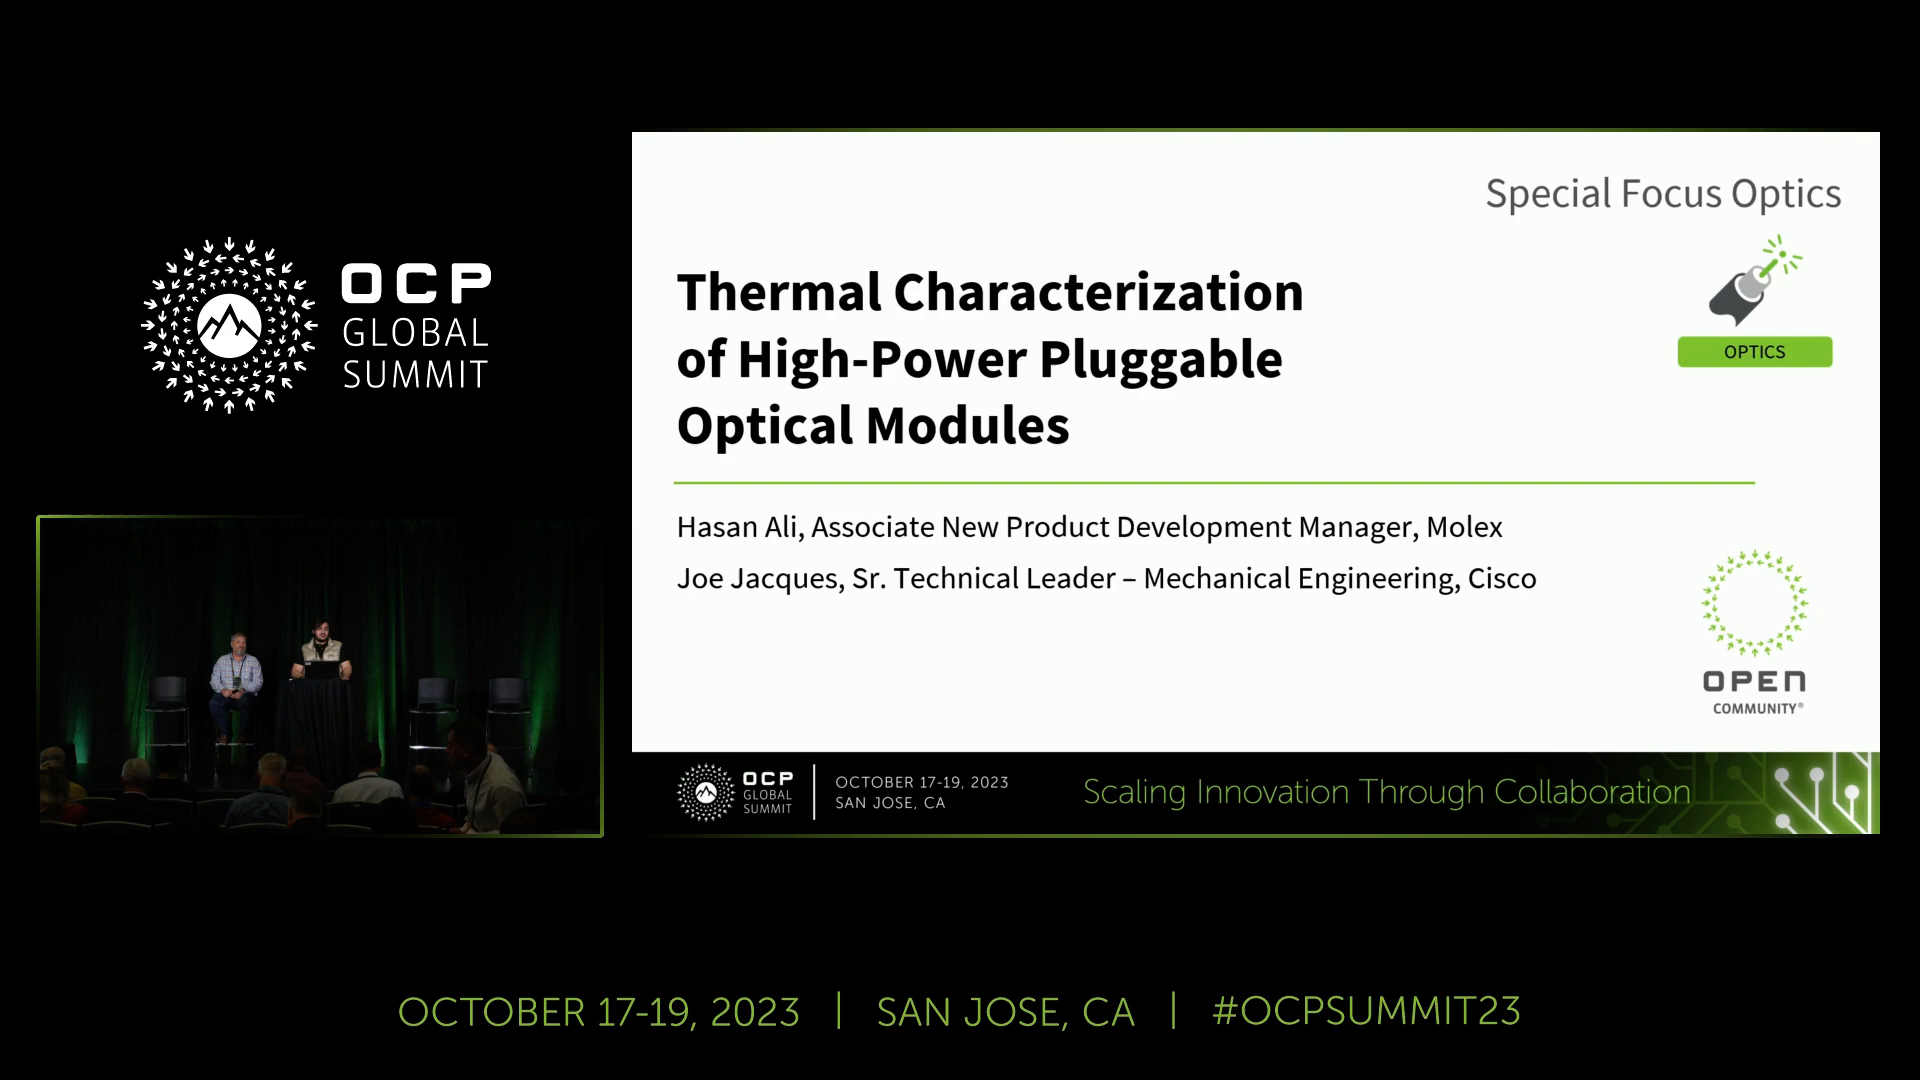 OCP
GLOBAL
SUMMIT
Special Focus Optics
Thermal Characterization
of High-Power Pluggable
Optical Modules
OPTICS
Hasan Ali, Associate New Product Development Manager, Molex
Joe Jacques, Sr. Technical Leader – Mechanical Engineering, Cisco
OPEN
COMMUNITY®
OCP
GLOBAL
SUMMIT
OCTOBER 17-19, 2023
SAN JOSE, CA
Scaling Innovation Through Collaboration
OCTOBER 17-19, 2023 | SAN JOSE, CA | #OCPSUMMIT23